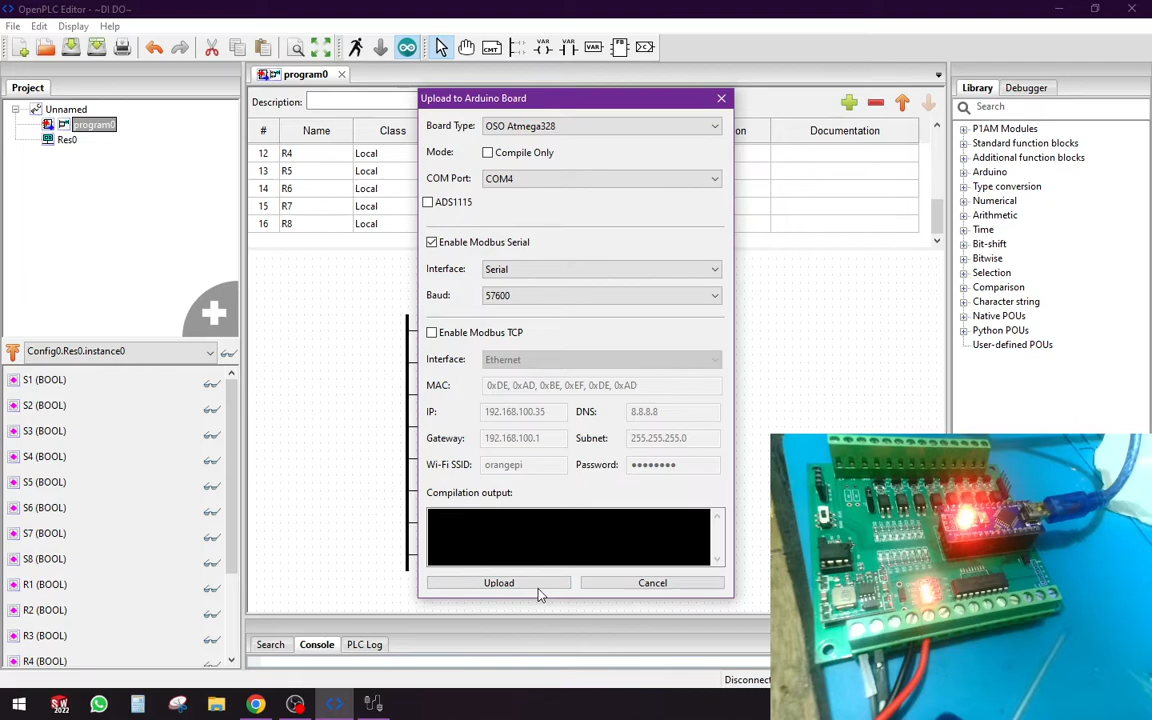 OpenPLC Editor - ~DI DO~
File Edit Display Help
Project
Unnamed
program0
Res0
Config0.Res0.instance0
S1 (BOOL)
S2 (BOOL)
S3 (BOOL)
S4 (BOOL)
S5 (BOOL)
S6 (BOOL)
S7 (BOOL)
S8 (BOOL)
R1 (BOOL)
R2 (BOOL)
R3 (BOOL)
R4 (BOOL)
CMT VAR VAR VAR FB
program0
Description:
# Name Class Documentation
12 R4 Local
13 R5 Local
14 R6 Local
15 R7 Local
16 R8 Local
Upload to Arduino Board
Board Type: OSO Atmega328
Mode: Compile Only
COM Port: COM4
ADS1115
Enable Modbus Serial
Interface: Serial
Baud: 57600
Enable Modbus TCP
Interface: Ethernet
MAC: 0xDE, 0xAD, 0xBE, 0xEF, 0xDE, 0xAD
IP: 192.168.100.35 DNS: 8.8.8.8
Gateway: 192.168.100.1 Subnet: 255.255.255.0
Wi-Fi SSID: orangepi Password: ••••••••
Compilation output:
Upload Cancel
Search Console PLC Log
Disconnect
Library Debugger
Search
P1AM Modules
Standard function blocks
Additional function blocks
Arduino
Type conversion
Numerical
Arithmetic
Time
Bit-shift
Bitwise
Selection
Comparison
Character string
Native POUs
Python POUs
User-defined POUs
SW
2022